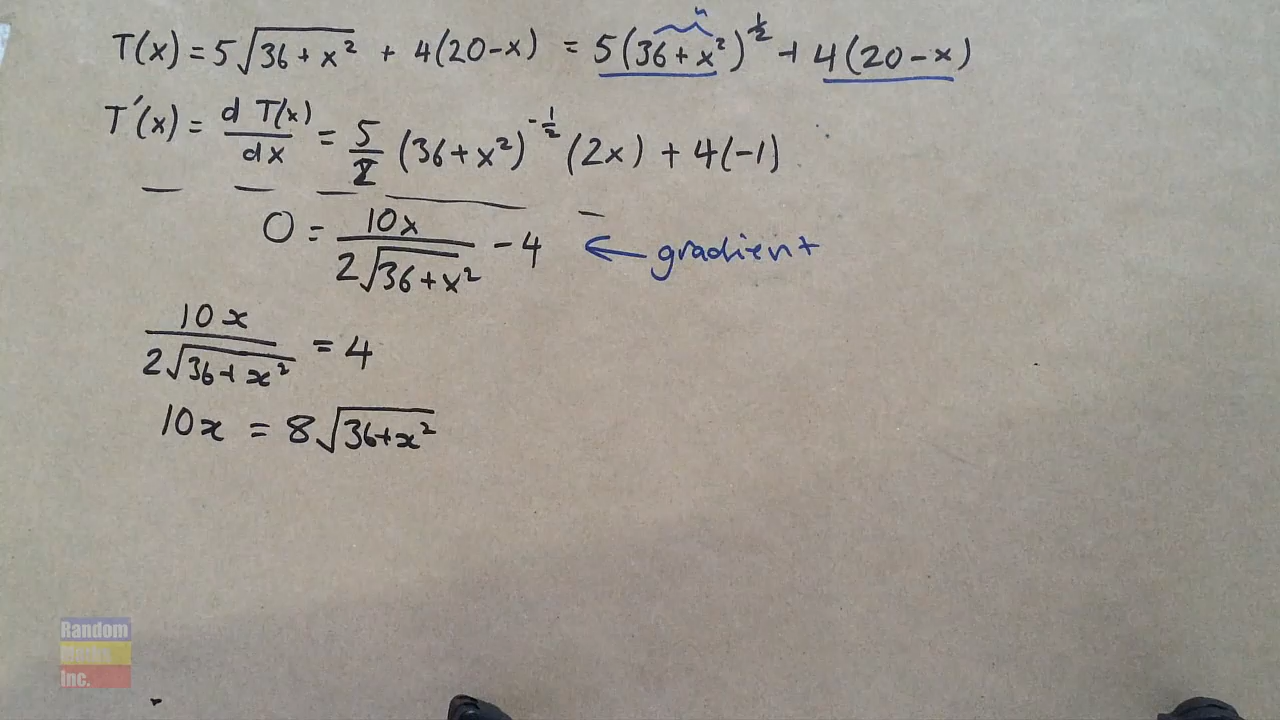 T(x) = 5√(36 + x²) + 4(20-x) = 5(36 + x²)^½ + 4(20-x)
u
T'(x) = d T(x)/dx = 5/2 (36+x²)^-½ (2x) + 4(-1)
0 = 10x/2√(36+x²) - 4 ← gradient
10x/2√(36+x²) = 4
10x = 8√(36+x²)
Random
Inc.